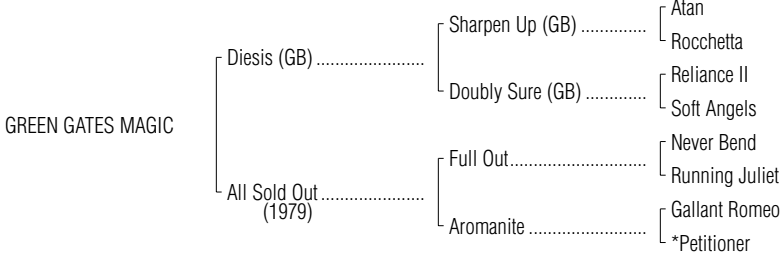 Atan
Sharpen Up (GB) ..............
Rocchetta
Diesis (GB) .......................
Reliance II
Doubly Sure (GB) .............
Soft Angels
GREEN GATES MAGIC
Never Bend
Full Out.............................
Running Juliet
All Sold Out ......................
(1979)
Gallant Romeo
Aromanite .........................
*Petitioner